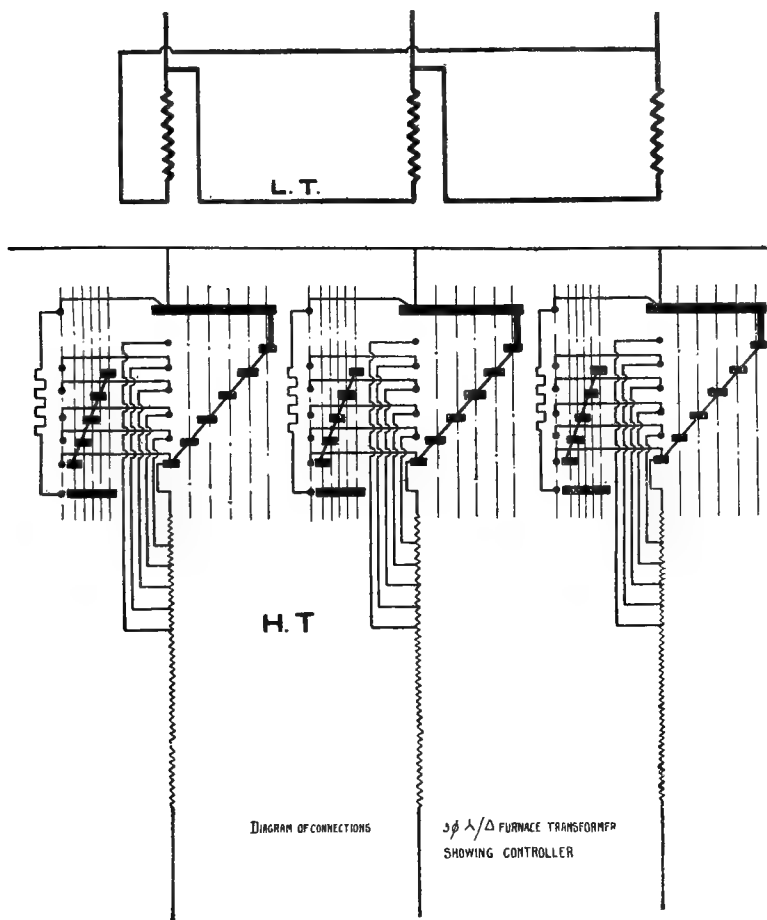 L. T.
H. T
DIAGRAM OF CONNECTIONS
3φ ⅄/Δ FURNACE TRANSFORMER
SHOWING CONTROLLER